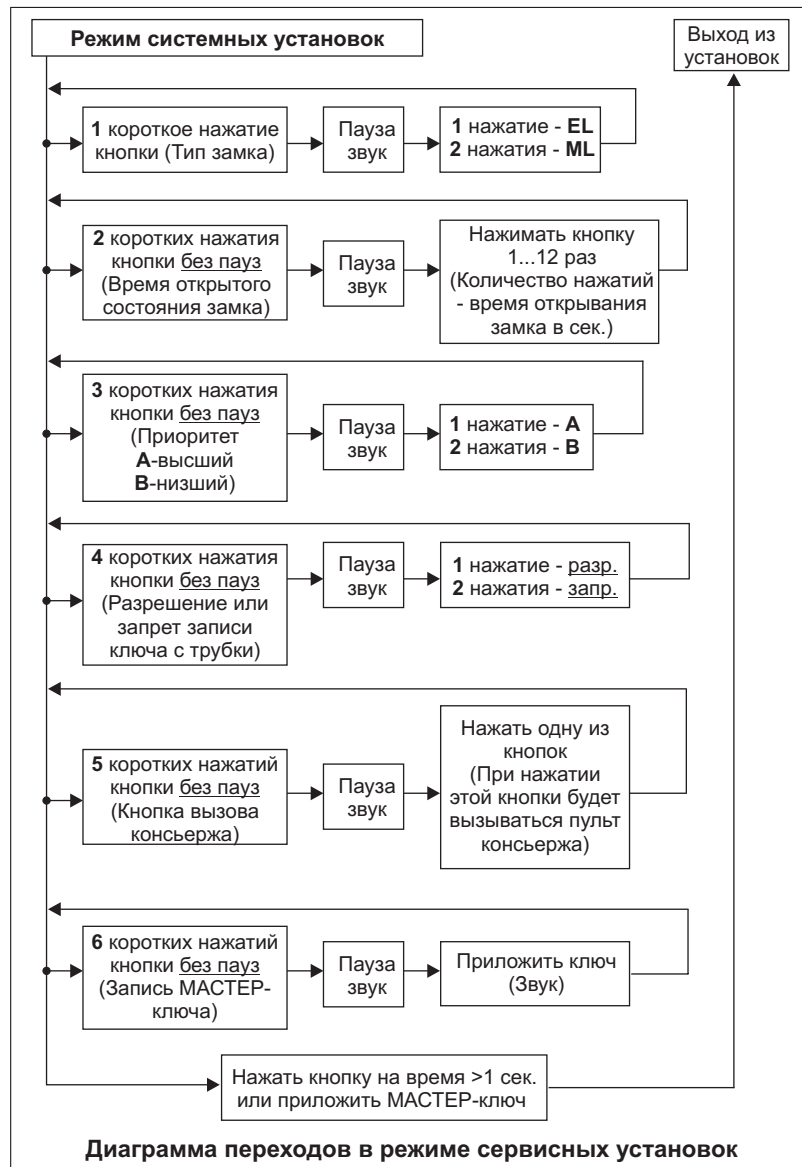 Режим системных установок
Выход из
установок
1 короткое нажатие
кнопки (Тип замка)
Пауза
звук
1 нажатие - EL
2 нажатия - ML
2 коротких нажатия
кнопки без пауз
(Время открытого
состояния замка)
Пауза
звук
Нажимать кнопку
1...12 раз
(Количество нажатий
- время открывания
замка в сек.)
3 коротких нажатия
кнопки без пауз
(Приоритет
А-высший
В-низший)
Пауза
звук
1 нажатие - А
2 нажатия - В
4 коротких нажатия
кнопки без пауз
(Разрешение или
запрет записи
ключа с трубки)
Пауза
звук
1 нажатие - разр.
2 нажатия - запр.
5 коротких нажатий
кнопки без пауз
(Кнопка вызова
консьержа)
Пауза
звук
Нажать одну из
кнопок
(При нажатии
этой кнопки будет
вызываться пульт
консьержа)
6 коротких нажатий
кнопки без пауз
(Запись МАСТЕР-
ключа)
Пауза
звук
Приложить ключ
(Звук)
Нажать кнопку на время >1 сек.
или приложить МАСТЕР-ключ
Диаграмма переходов в режиме сервисных установок